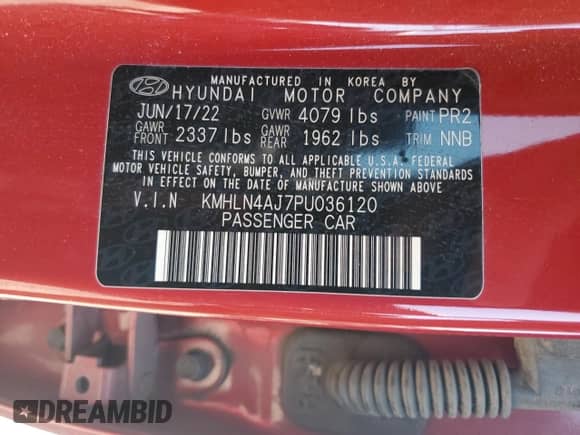 MANUFACTURED IN KOREA BY
HYUNDAI MOTOR COMPANY
JUN/17/22 GVWR 4079 lbs PAINT PR2
GAWR FRONT 2337 lbs GAWR REAR 1962 lbs TRIM NNB
THIS VEHICLE CONFORMS TO ALL APPLICABLE U.S.A. FEDERAL
MOTOR VEHICLE SAFETY, BUMPER, AND THEFT PREVENTION STANDARDS
IN EFFECT ON THE DATE OF MANUFACTURE SHOWN ABOVE
V.I.N KMHLN4AJ7PU036120
PASSENGER CAR
DREAMBID